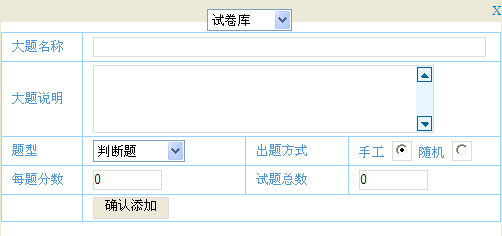 试卷库
X
大题名称
大题说明
题型 判断题 出题方式 手工 随机
每题分数 0 试题总数 0
确认添加